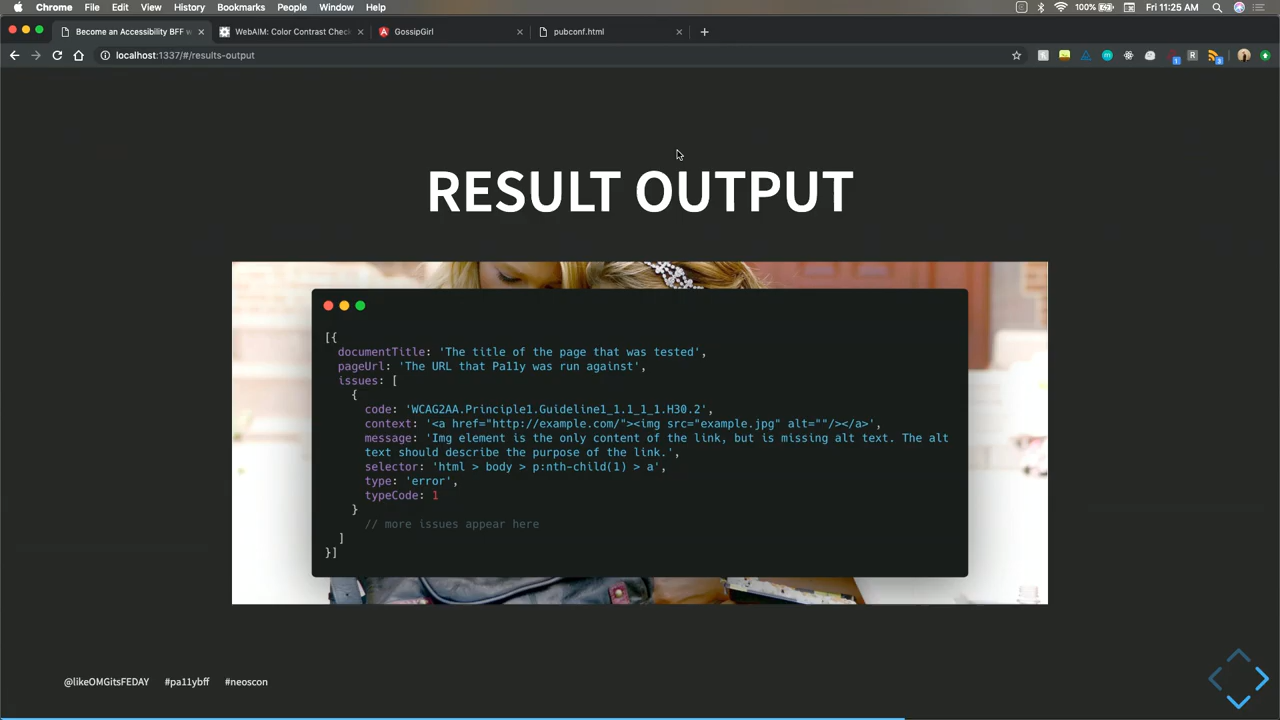 Chrome File Edit View History Bookmarks People Window Help 100% Fri 11:25 AM
Become an Accessibility BFF w
WebAIM: Color Contrast Chec
GossipGirl
pubconf.html
localhost:1337/#/results-output
RESULT OUTPUT
[{
documentTitle: 'The title of the page that was tested',
pageUrl: 'The URL that Pa11y was run against',
issues: [
{
code: 'WCAG2AA.Principle1.Guideline1_1.1_1_1.H30.2',
context: '<a href="http://example.com/"><img src="example.jpg" alt=""/></a>',
message: 'Img element is the only content of the link, but is missing alt text. The alt
text should describe the purpose of the link.',
selector: 'html > body > p:nth-child(1) > a',
type: 'error',
typeCode: 1
}
// more issues appear here
]
}]
@likeOMGitsFEDAY #pa11ybff #neoscon